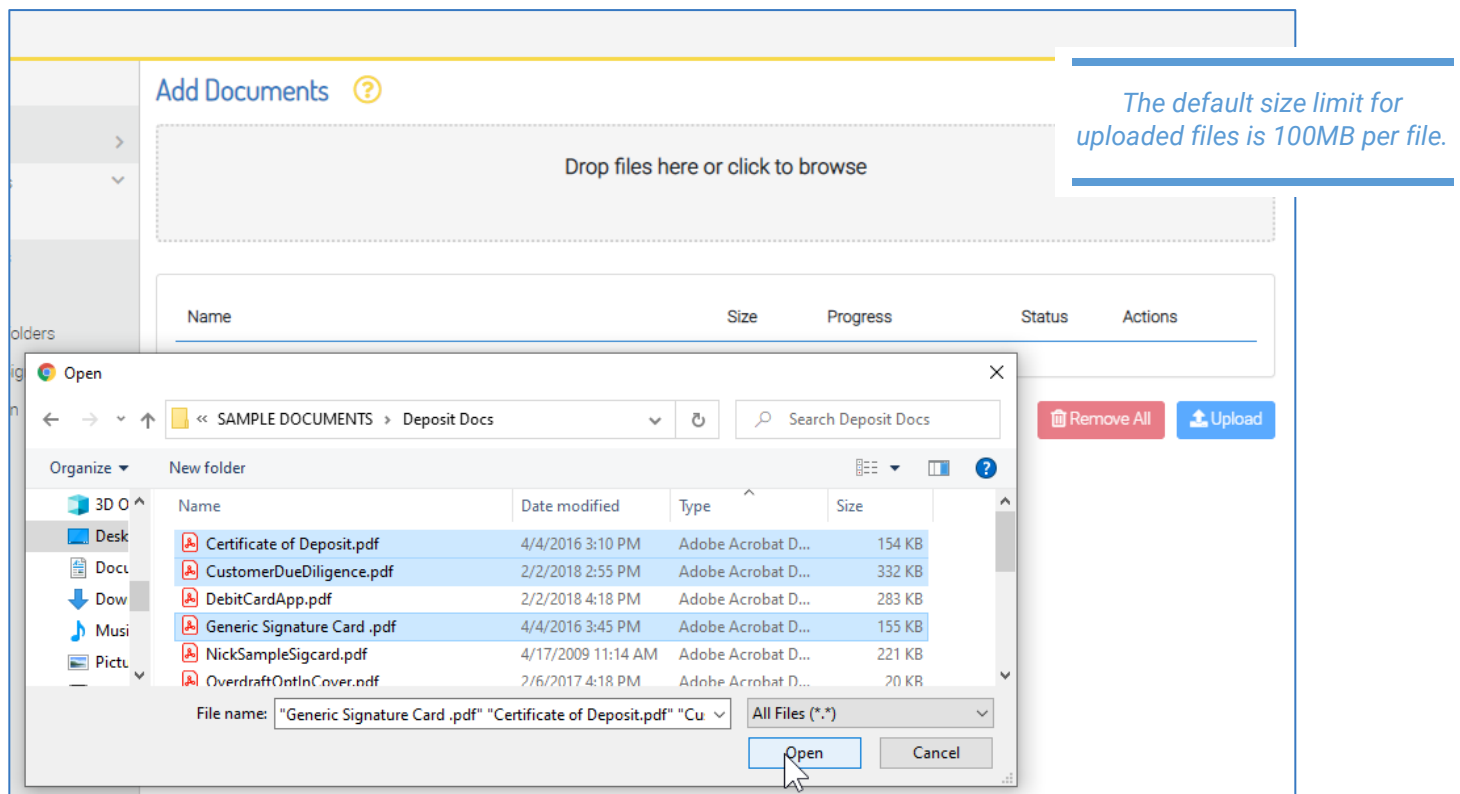 Add Documents ?
The default size limit for
uploaded files is 100MB per file.
Drop files here or click to browse
Name Size Progress Status Actions
olders
Open
« SAMPLE DOCUMENTS > Deposit Docs
Search Deposit Docs
Remove All
Upload
Organize
New folder
?
Name Date modified Type Size
3D O
Desk
Docu
Dow
Musi
Pictu
Certificate of Deposit.pdf 4/4/2016 3:10 PM Adobe Acrobat D... 154 KB
CustomerDueDiligence.pdf 2/2/2018 2:55 PM Adobe Acrobat D... 332 KB
DebitCardApp.pdf 2/2/2018 4:18 PM Adobe Acrobat D... 283 KB
Generic Signature Card .pdf 4/4/2016 3:45 PM Adobe Acrobat D... 155 KB
NickSampleSigcard.pdf 4/17/2009 11:14 AM Adobe Acrobat D... 221 KB
OverdraftOptInCover.pdf 2/6/2017 4:18 PM Adobe Acrobat D... 20 KB
File name: "Generic Signature Card .pdf" "Certificate of Deposit.pdf" "Cu
All Files (*.*)
Open
Cancel